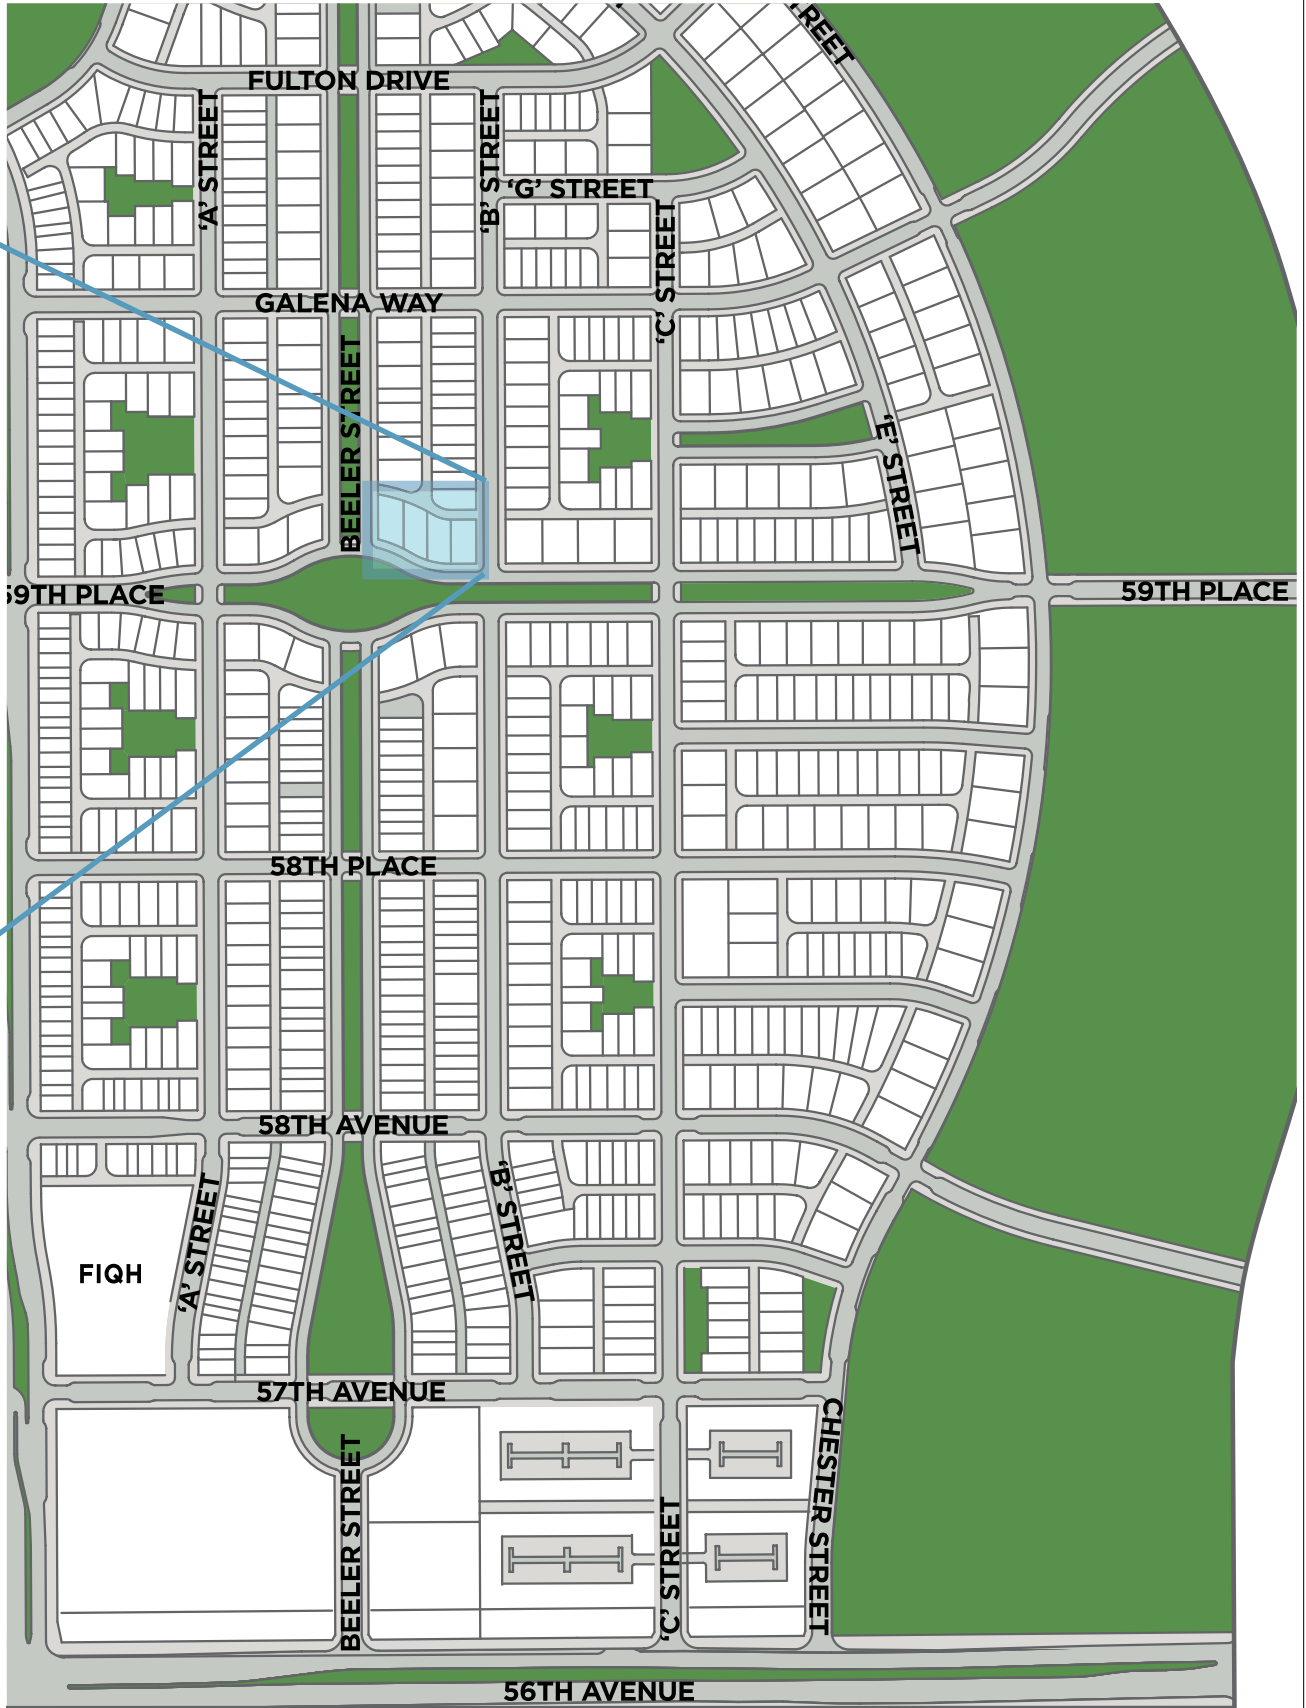 TREET
FULTON DRIVE
'A' STREET
'B' STREET
'G' STREET
'C' STREET
GALENA WAY
BEELER STREET
'E' STREET
59TH PLACE
59TH PLACE
58TH PLACE
58TH AVENUE
'A' STREET
'B' STREET
FIQH
57TH AVENUE
BEELER STREET
'C' STREET
CHESTER STREET
56TH AVENUE